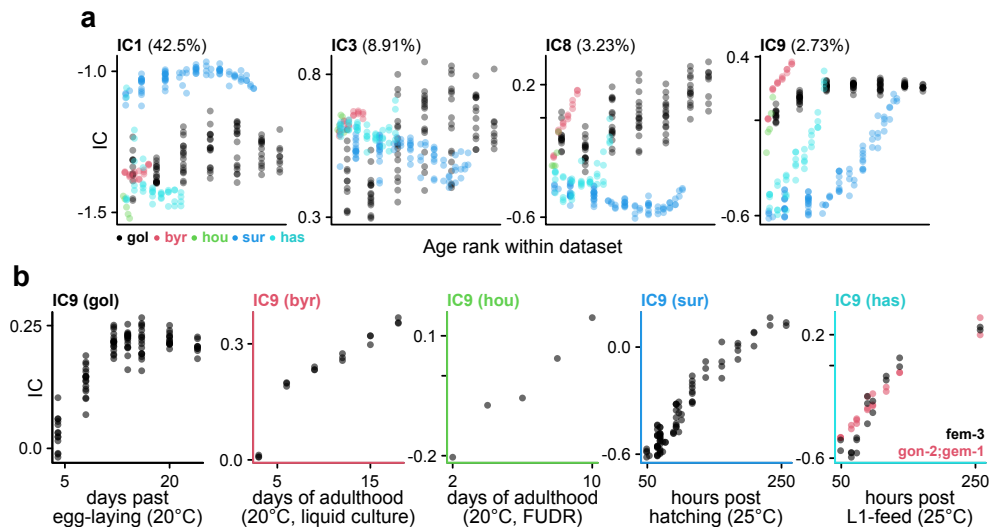 a
IC1 (42.5%)
IC3 (8.91%)
IC8 (3.23%)
IC9 (2.73%)
IC
-1.0
-1.5
0.8
0.3
0.2
-0.6
0.4
-0.6
● gol ● byr ● hou ● sur ● has
Age rank within dataset
b
IC9 (gol)
IC9 (byr)
IC9 (hou)
IC9 (sur)
IC9 (has)
IC
0.25
0.0
5 20
days past
egg-laying (20°C)
0.3
0.0
5 15
days of adulthood
(20°C, liquid culture)
0.1
-0.2
2 10
days of adulthood
(20°C, FUDR)
0.0
-0.6
50 250
hours post
hatching (25°C)
0.2
-0.6
fem-3
gon-2;gem-1
50 250
hours post
L1-feed (25°C)